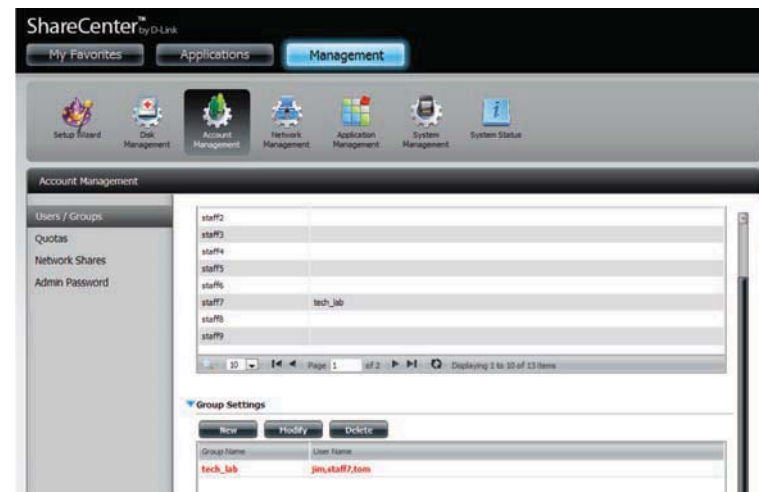 ShareCenter™ by D-Link
My Favorites Applications Management
Setup Wizard Disk Management Account Management Network Management Application Management System Management System Status
Account Management
Users / Groups
Quotas
Network Shares
Admin Password
staff2
staff3
staff4
staff5
staff6
staff7 tech_lab
staff8
staff9
10 Page 1 of 2 Displaying 1 to 10 of 13 items
Group Settings
New Modify Delete
Group Name User Name
tech_lab jim,staff7,tom